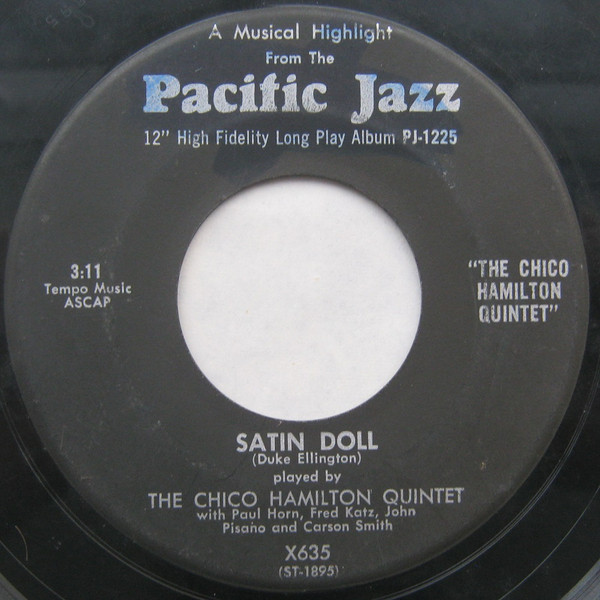 A Musical Highlight
From The
Pacific Jazz
12" High Fidelity Long Play Album PJ-1225
3:11
Tempo Music
ASCAP
"THE CHICO
HAMILTON
QUINTET"
SATIN DOLL
(Duke Ellington)
played by
THE CHICO HAMILTON QUINTET
with Paul Horn, Fred Katz, John
Pisano and Carson Smith
X635
(ST-1895)